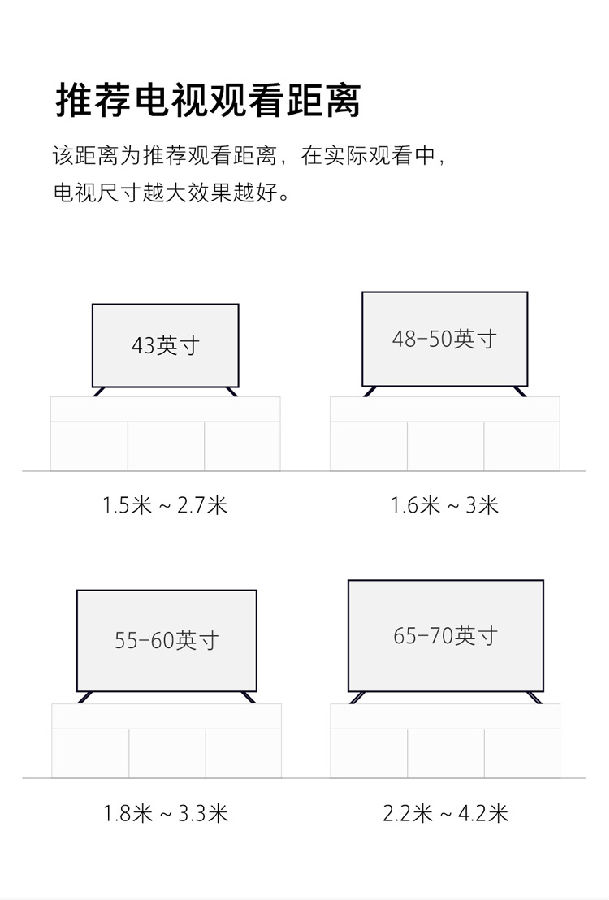 推荐电视观看距离
该距离为推荐观看距离，在实际观看中，
电视尺寸越大效果越好。
43英寸
48-50英寸
1.5米 ~ 2.7米
1.6米 ~ 3米
55-60英寸
65-70英寸
1.8米 ~ 3.3米
2.2米 ~ 4.2米